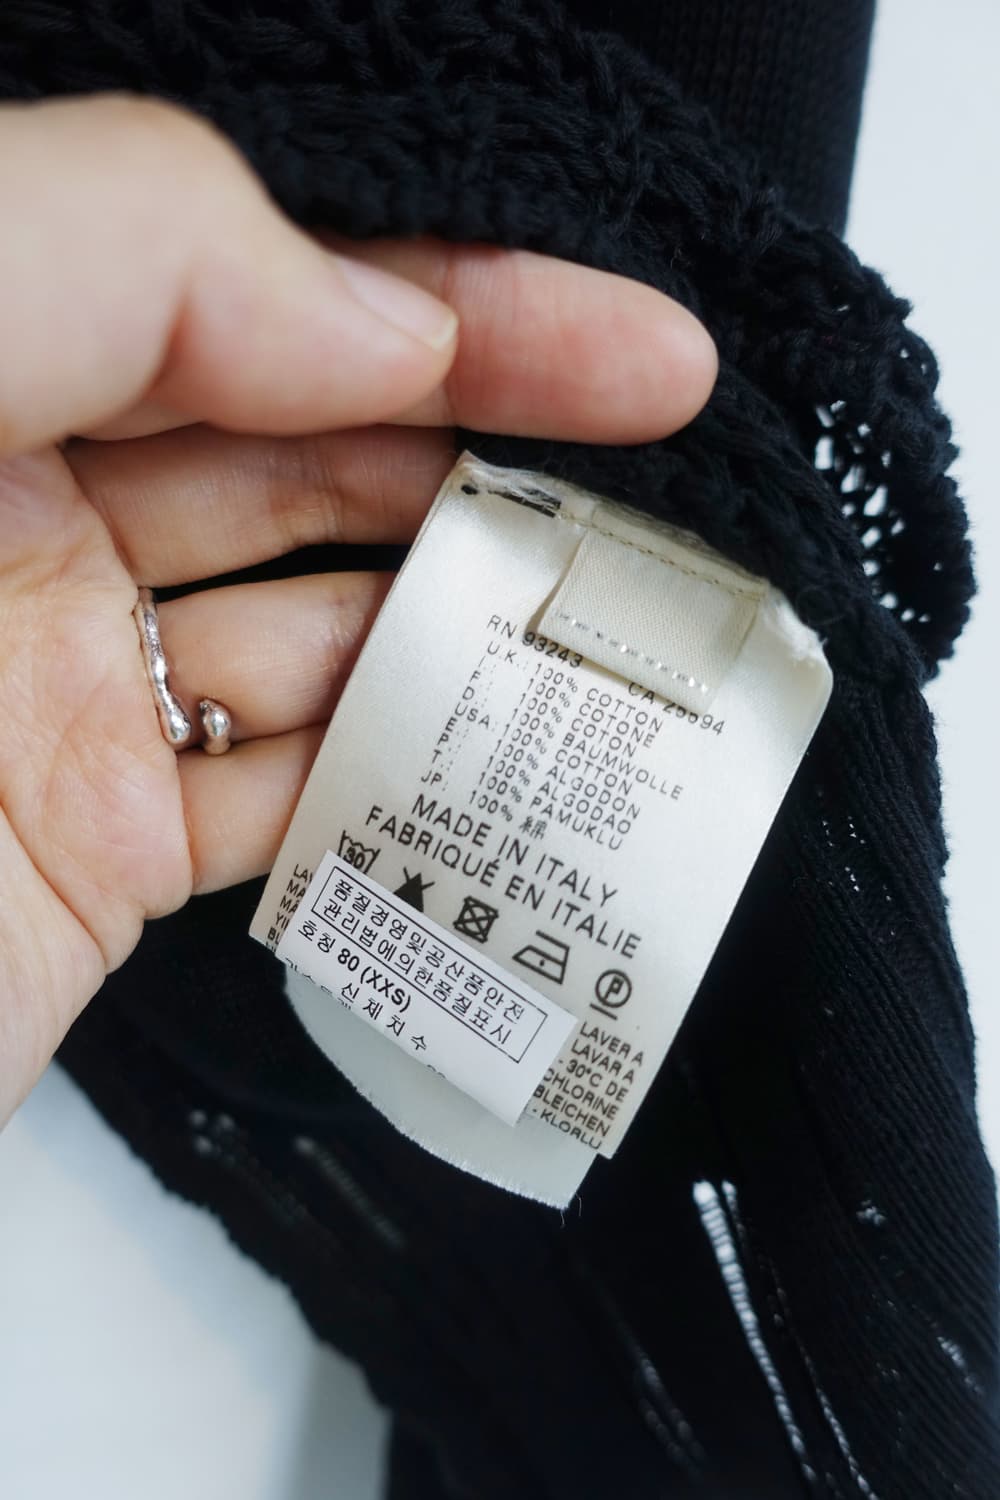 RN 93243 CA 25694
U.K.: 100% COTTON
I.: 100% COTONE
F.: 100% COTON
D.: 100% BAUMWOLLE
USA: 100% COTTON
E.: 100% ALGODON
P.: 100% ALGODAO
T.: 100% PAMUKLU
JP: 100% 綿
MADE IN ITALY
FABRIQUÉ EN ITALIE
30
P
품질경영및공산품안전
관리법에의한품질표시
호칭 80 (XXS)
신 체 치 수
LAVER A
LAVAR A
- 30°C DE
CHLORINE
BLEICHEN
- KLORLU